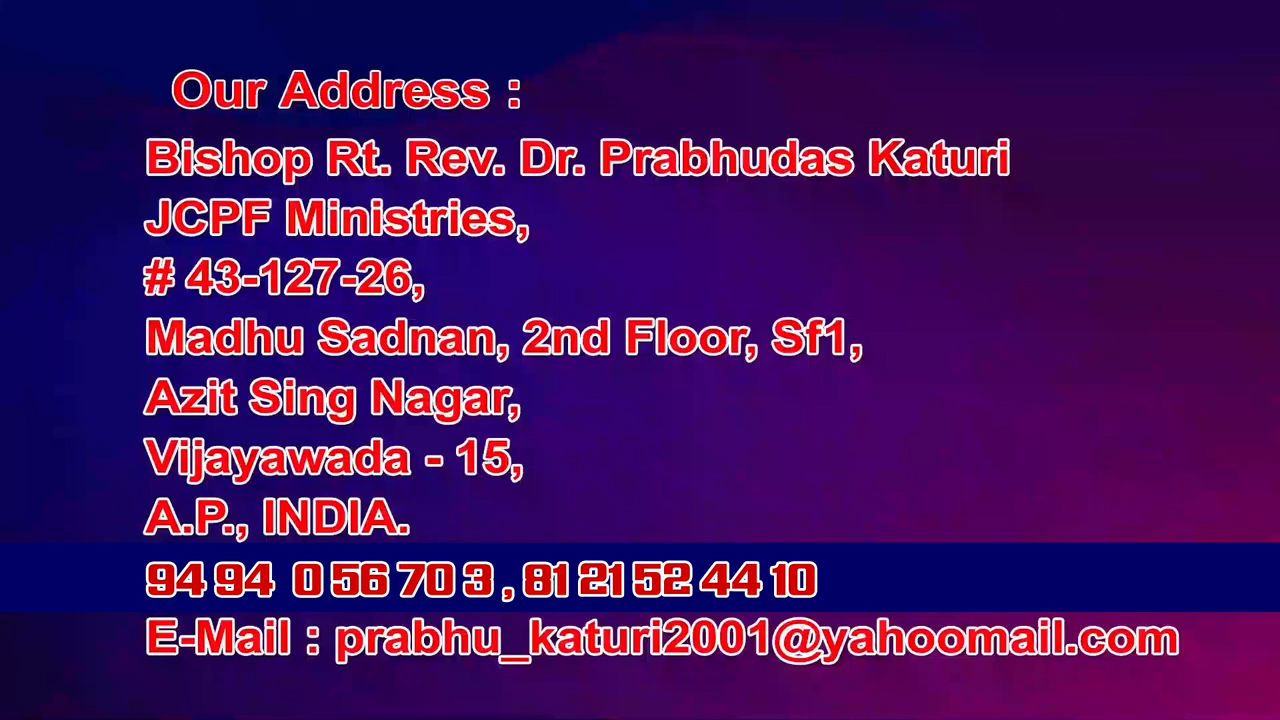 Our Address :
Bishop Rt. Rev. Dr. Prabhudas Katuri
JCPF Ministries,
# 43-127-26,
Madhu Sadnan, 2nd Floor, Sf1,
Azit Sing Nagar,
Vijayawada - 15,
A.P., INDIA.
94 94 0 56 70 3 , 81 21 52 44 10
E-Mail : prabhu_katuri2001@yahoomail.com